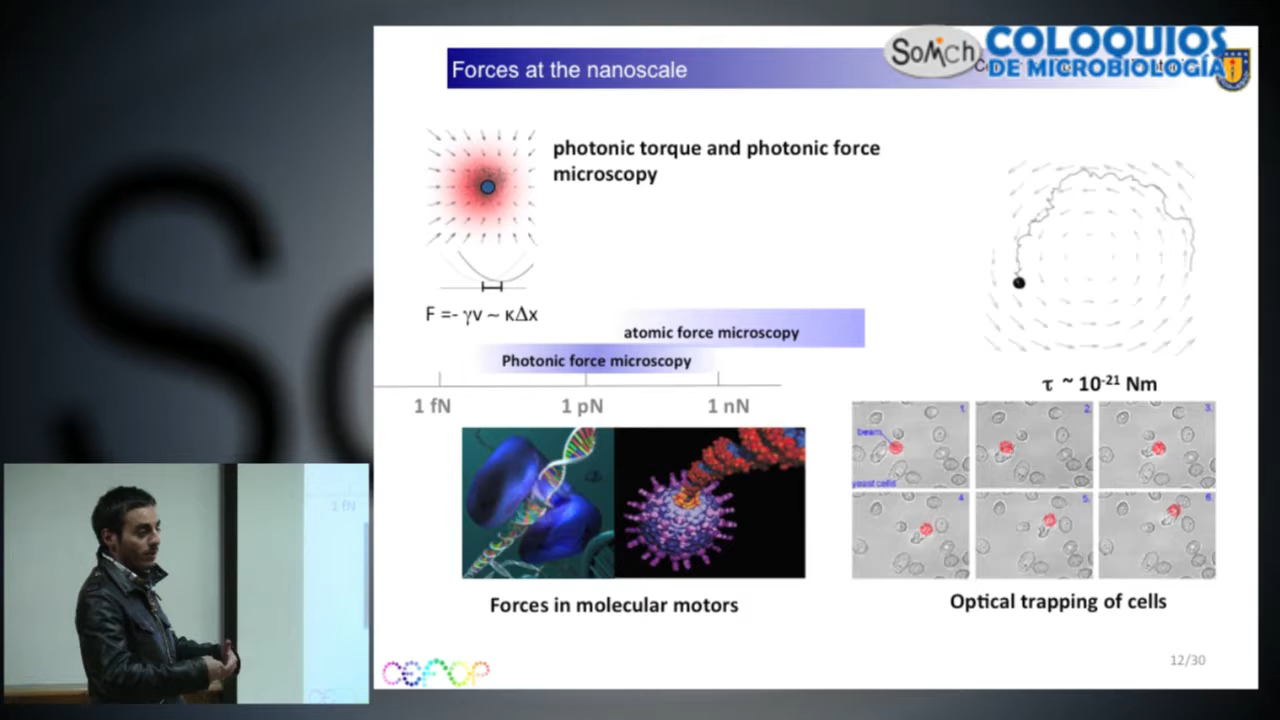 SOMiCH
COLOQUIOS
DE MICROBIOLOGÍA
Forces at the nanoscale
photonic torque and photonic force
microscopy
F =- γv ~ κΔx
atomic force microscopy
Photonic force microscopy
1 fN
1 pN
1 nN
τ ~ 10⁻²¹ Nm
beam
1.
2.
3.
yeast cells
4.
5.
6.
Forces in molecular motors
Optical trapping of cells
CEFOP
12/30
1 fN